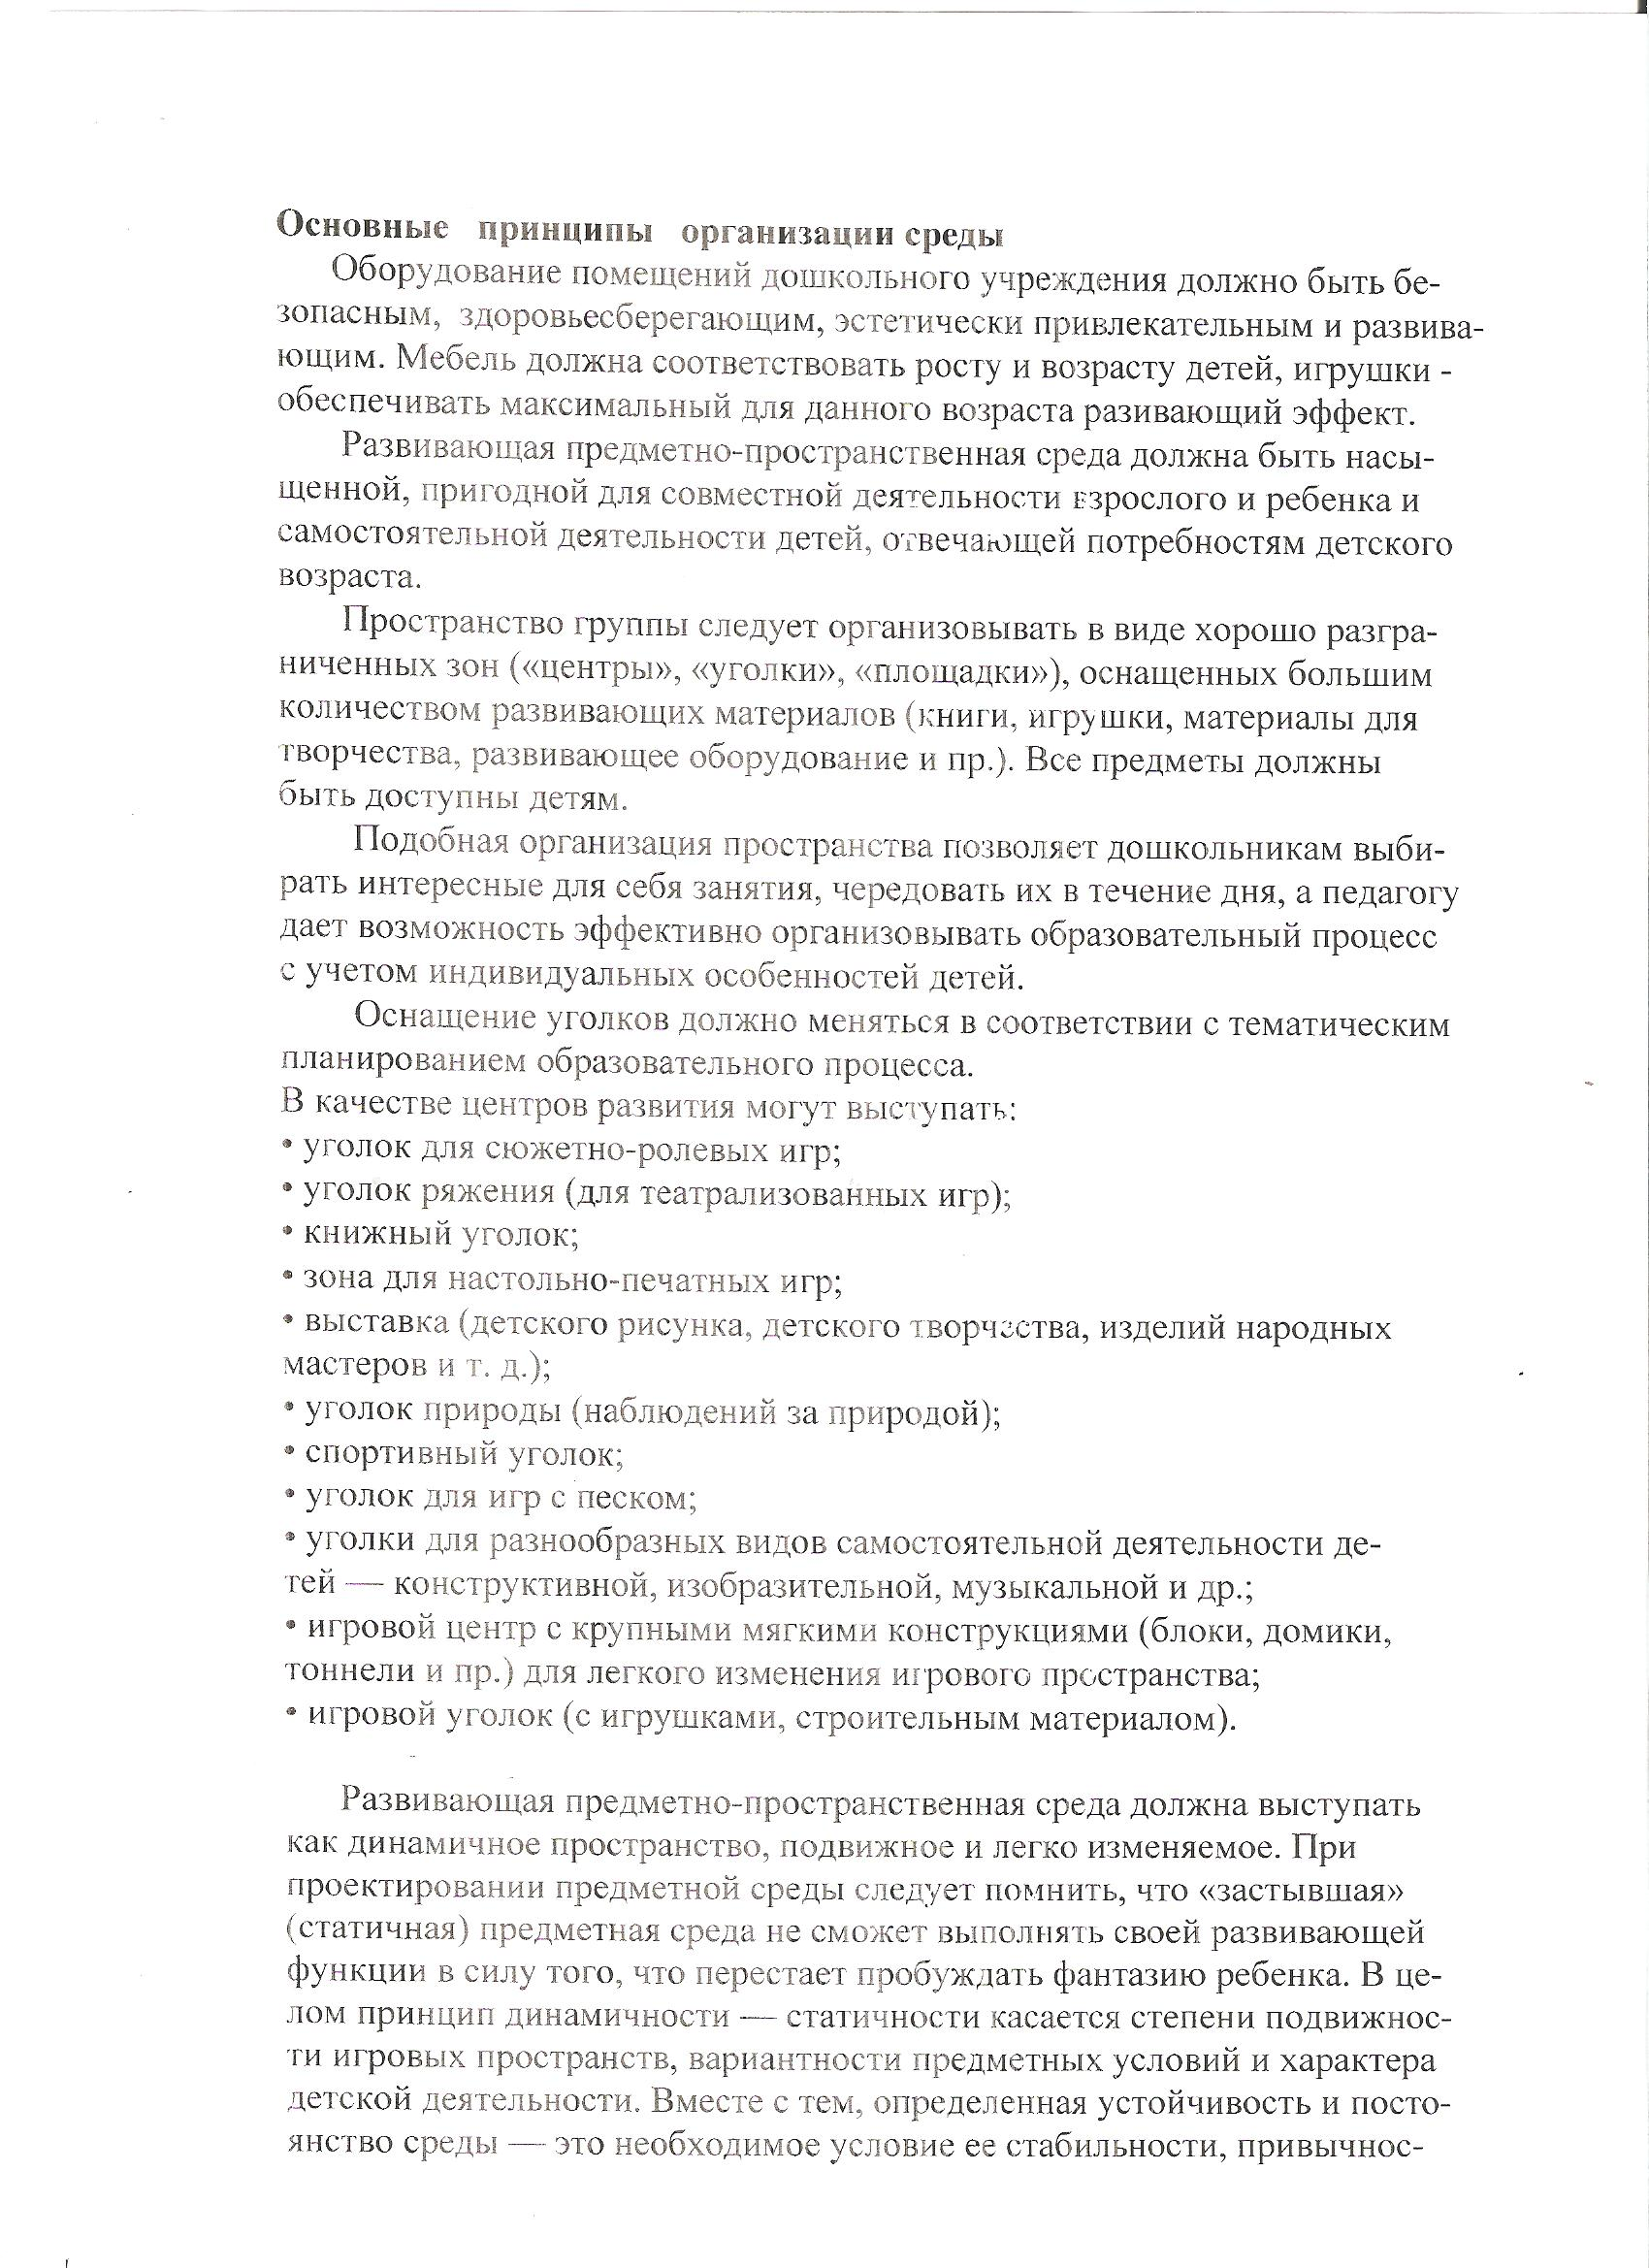 Основные принципы организации среды
Оборудование помещений дошкольного учреждения должно быть бе-
зопасным, здоровьесберегающим, эстетически привлекательным и развива-
ющим. Мебель должна соответствовать росту и возрасту детей, игрушки -
обеспечивать максимальный для данного возраста разивающий эффект.
Развивающая предметно-пространственная среда должна быть насы-
щенной, пригодной для совместной деятельности взрослого и ребенка и
самостоятельной деятельности детей, отвечающей потребностям детского
возраста.
Пространство группы следует организовывать в виде хорошо разгра-
ниченных зон («центры», «уголки», «площадки»), оснащенных большим
количеством развивающих материалов (книги, игрушки, материалы для
творчества, развивающее оборудование и пр.). Все предметы должны
быть доступны детям.
Подобная организация пространства позволяет дошкольникам выби-
рать интересные для себя занятия, чередовать их в течение дня, а педагогу
дает возможность эффективно организовывать образовательный процесс
с учетом индивидуальных особенностей детей.
Оснащение уголков должно меняться в соответствии с тематическим
планированием образовательного процесса.
В качестве центров развития могут выступать:
• уголок для сюжетно-ролевых игр;
• уголок ряжения (для театрализованных игр);
• книжный уголок;
• зона для настольно-печатных игр;
• выставка (детского рисунка, детского творчества, изделий народных
мастеров и т. д.);
• уголок природы (наблюдений за природой);
• спортивный уголок;
• уголок для игр с песком;
• уголки для разнообразных видов самостоятельной деятельности де-
тей — конструктивной, изобразительной, музыкальной и др.;
• игровой центр с крупными мягкими конструкциями (блоки, домики,
тоннели и пр.) для легкого изменения игрового пространства;
• игровой уголок (с игрушками, строительным материалом).
Развивающая предметно-пространственная среда должна выступать
как динамичное пространство, подвижное и легко изменяемое. При
проектировании предметной среды следует помнить, что «застывшая»
(статичная) предметная среда не сможет выполнять своей развивающей
функции в силу того, что перестает пробуждать фантазию ребенка. В це-
лом принцип динамичности — статичности касается степени подвижнос-
ти игровых пространств, вариантности предметных условий и характера
детской деятельности. Вместе с тем, определенная устойчивость и посто-
янство среды — это необходимое условие ее стабильности, привычнос-